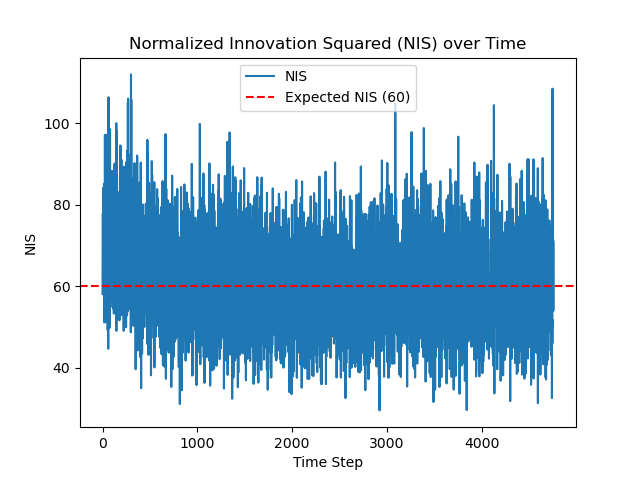 Normalized Innovation Squared (NIS) over Time
NIS
Expected NIS (60)
NIS
100
80
60
40
0
1000
2000
3000
4000
Time Step